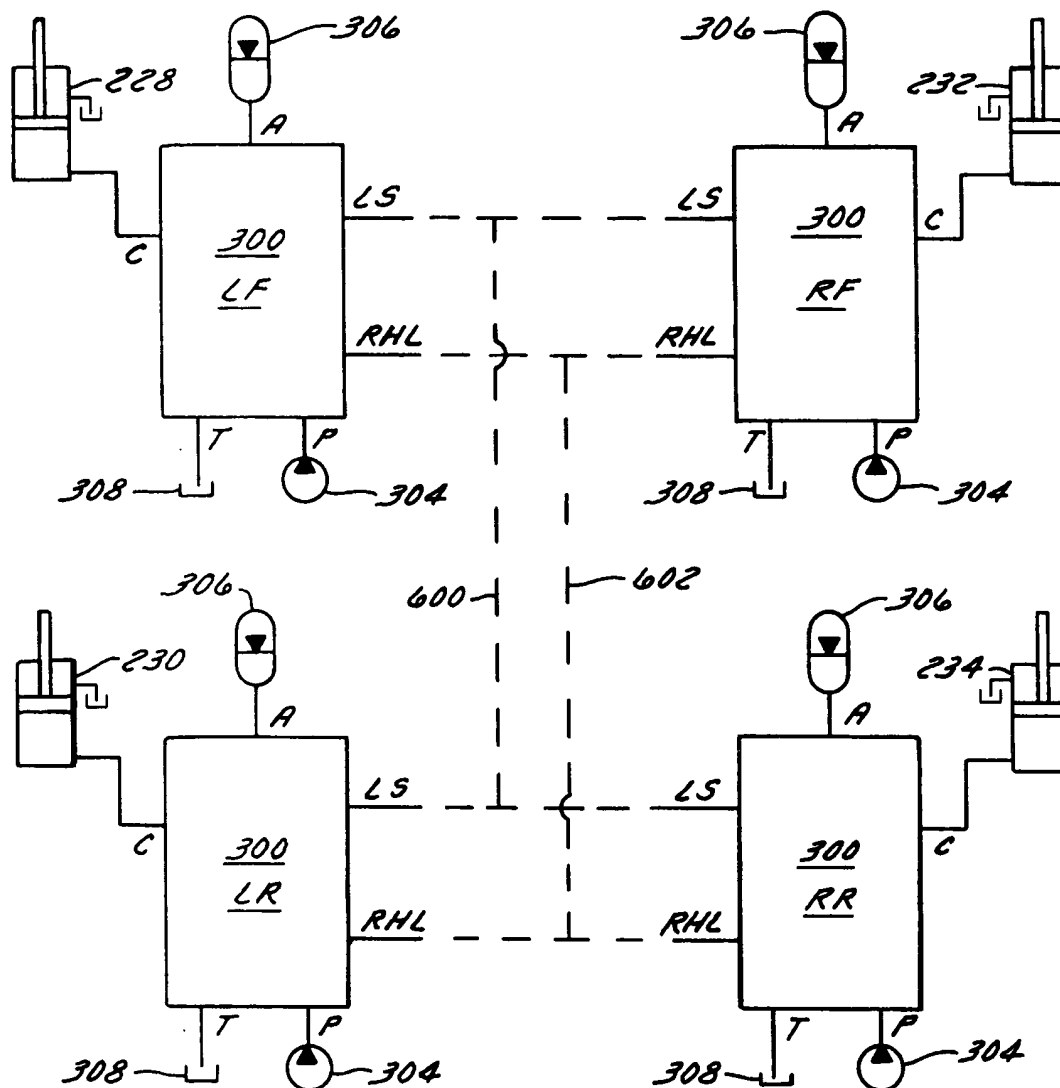 306 306
228 232
A A
LS LS
C 300 300 C
LF RF
RHL RHL
T P T P
308 304 308 304
306 600 602 306
230 234
A A
LS LS
C 300 300 C
LR RR
RHL RHL
T P T P
308 304 308 304